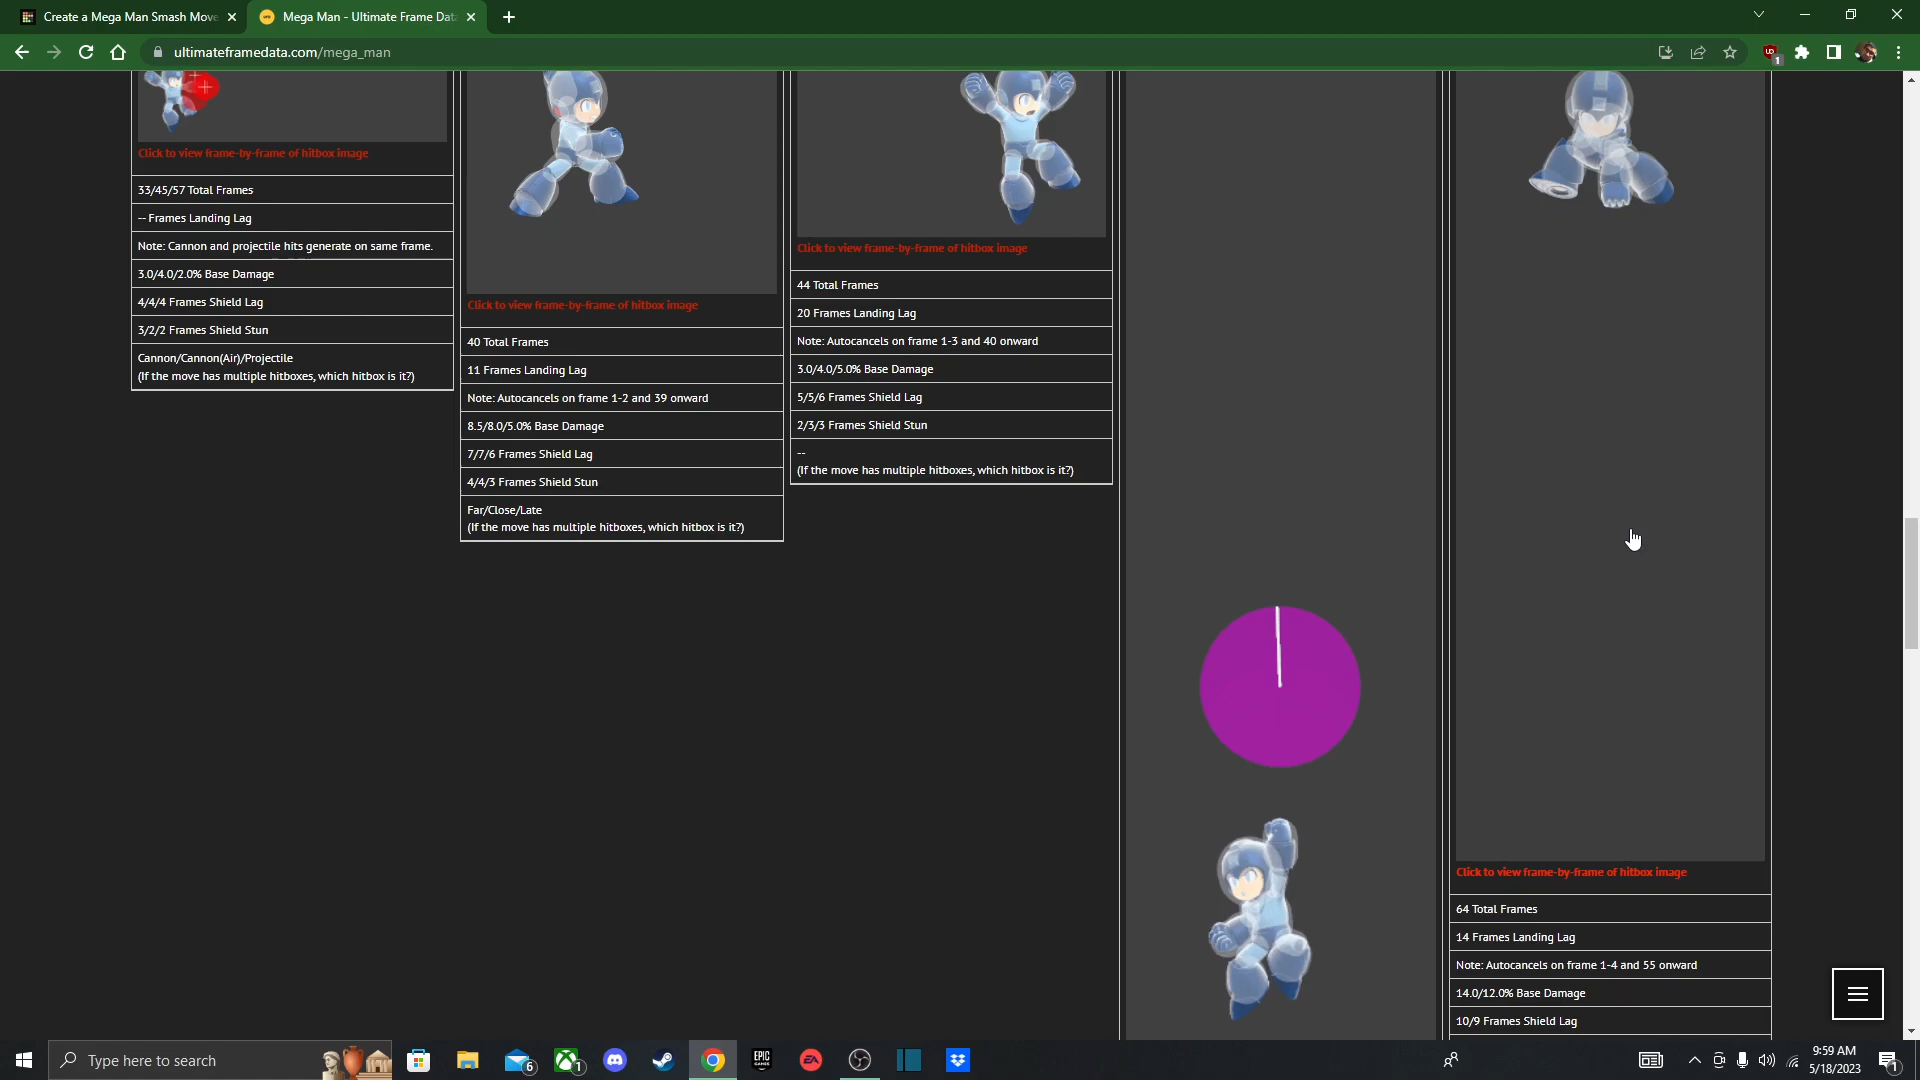 Create a Mega Man Smash Move
Mega Man - Ultimate Frame Dat
ultimateframedata.com/mega_man
1
Click to view frame-by-frame of hitbox image
33/45/57 Total Frames
-- Frames Landing Lag
Note: Cannon and projectile hits generate on same frame.
3.0/4.0/2.0% Base Damage
4/4/4 Frames Shield Lag
3/2/2 Frames Shield Stun
Cannon/Cannon(Air)/Projectile
(If the move has multiple hitboxes, which hitbox is it?)
Click to view frame-by-frame of hitbox image
40 Total Frames
11 Frames Landing Lag
Note: Autocancels on frame 1-2 and 39 onward
8.5/8.0/5.0% Base Damage
7/7/6 Frames Shield Lag
4/4/3 Frames Shield Stun
Far/Close/Late
(If the move has multiple hitboxes, which hitbox is it?)
Click to view frame-by-frame of hitbox image
44 Total Frames
20 Frames Landing Lag
Note: Autocancels on frame 1-3 and 40 onward
3.0/4.0/5.0% Base Damage
5/5/6 Frames Shield Lag
2/3/3 Frames Shield Stun
--
(If the move has multiple hitboxes, which hitbox is it?)
Click to view frame-by-frame of hitbox image
64 Total Frames
14 Frames Landing Lag
Note: Autocancels on frame 1-4 and 55 onward
14.0/12.0% Base Damage
10/9 Frames Shield Lag
Type here to search
6
1
EPIC
GAMES
EA
9:59 AM
5/18/2023
1